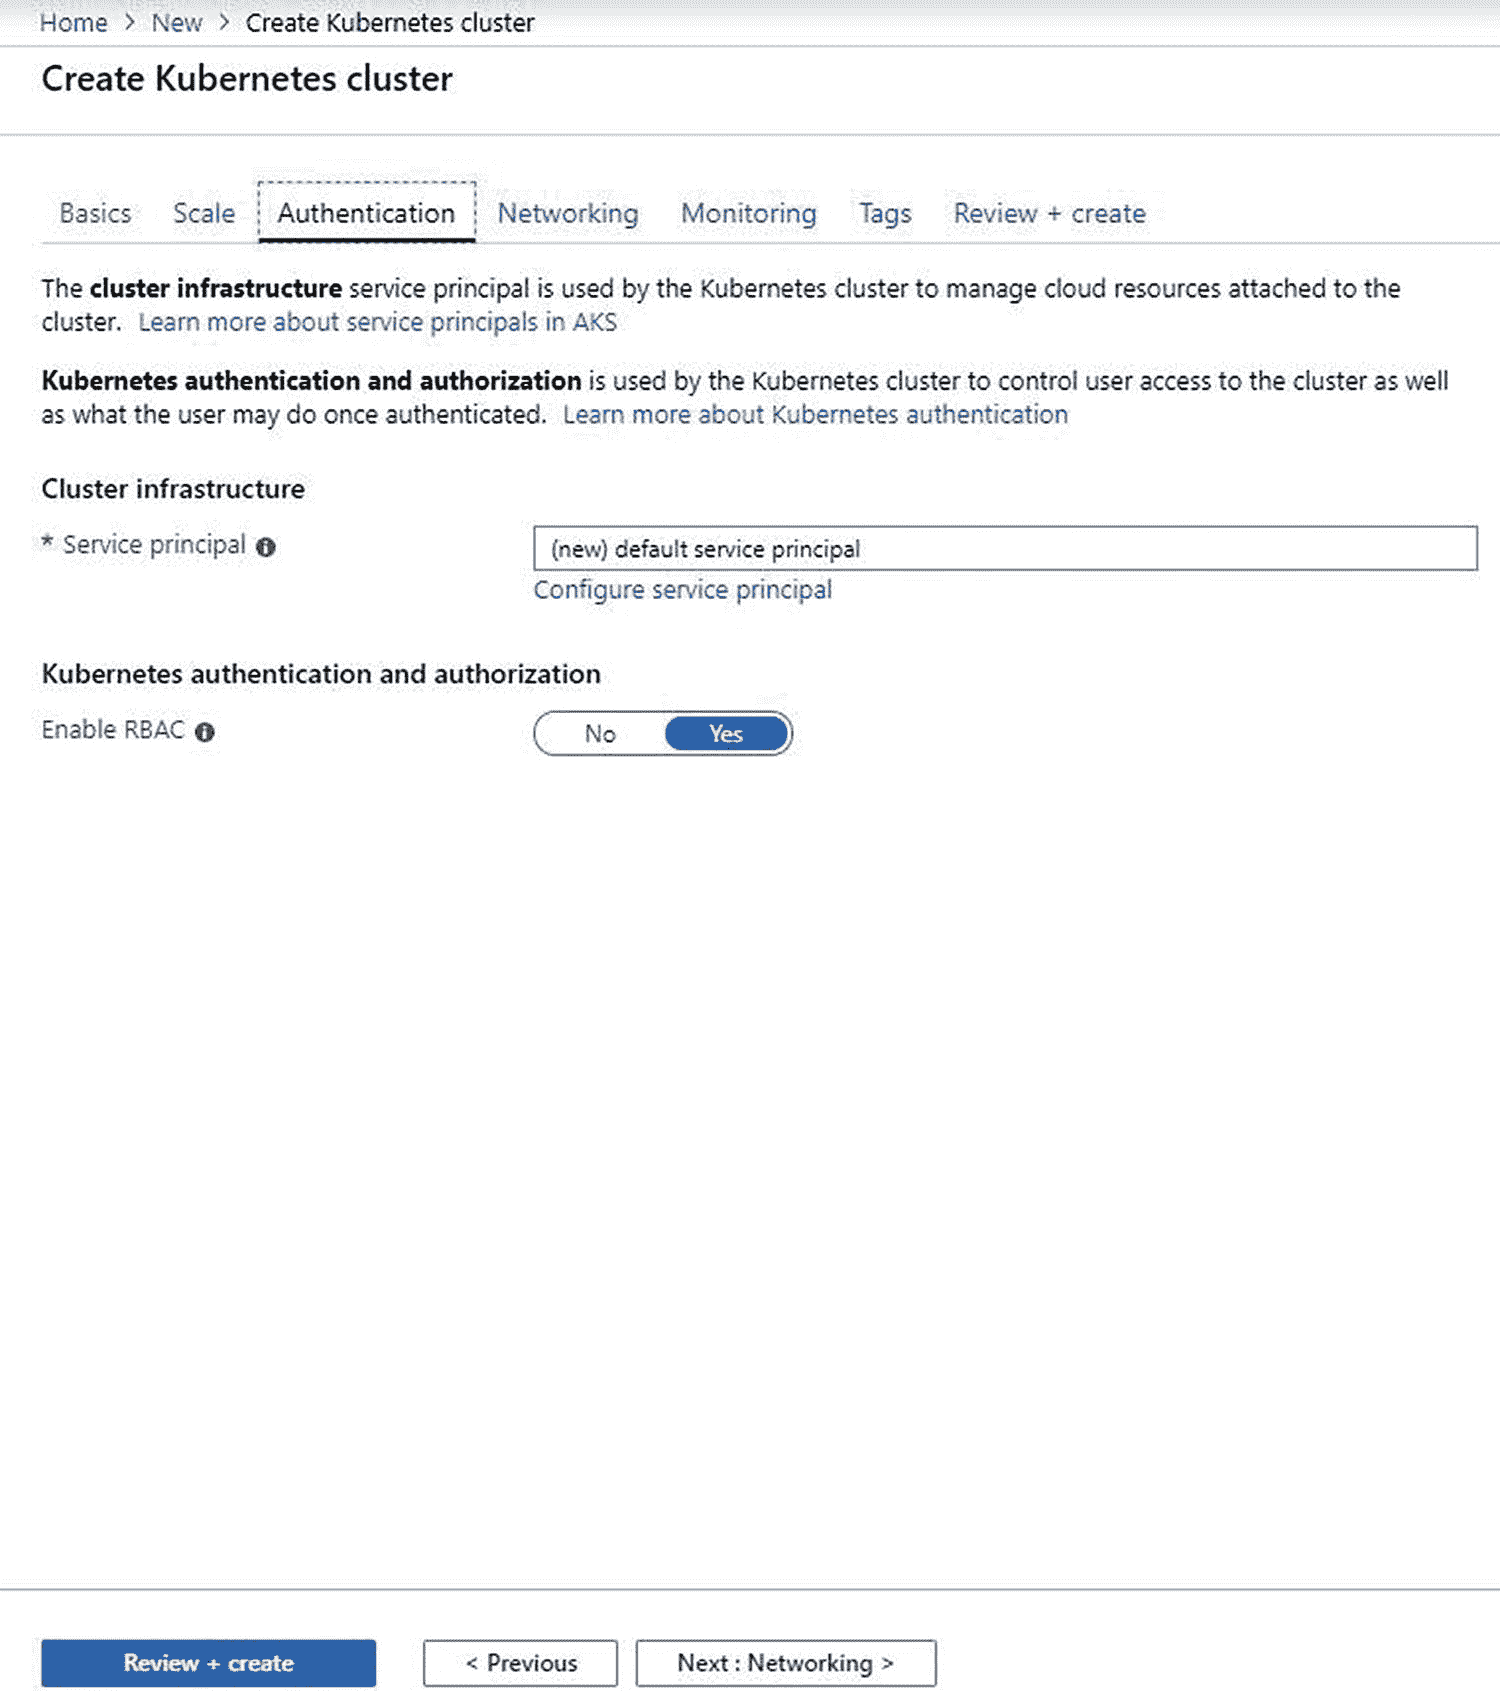 Home > New > Create Kubernetes cluster
Create Kubernetes cluster
Basics Scale Authentication Networking Monitoring Tags Review + create
The cluster infrastructure service principal is used by the Kubernetes cluster to manage cloud resources attached to the
cluster. Learn more about service principals in AKS
Kubernetes authentication and authorization is used by the Kubernetes cluster to control user access to the cluster as well
as what the user may do once authenticated. Learn more about Kubernetes authentication
Cluster infrastructure
* Service principal (new) default service principal
Configure service principal
Kubernetes authentication and authorization
Enable RBAC No Yes
Review + create < Previous Next : Networking >